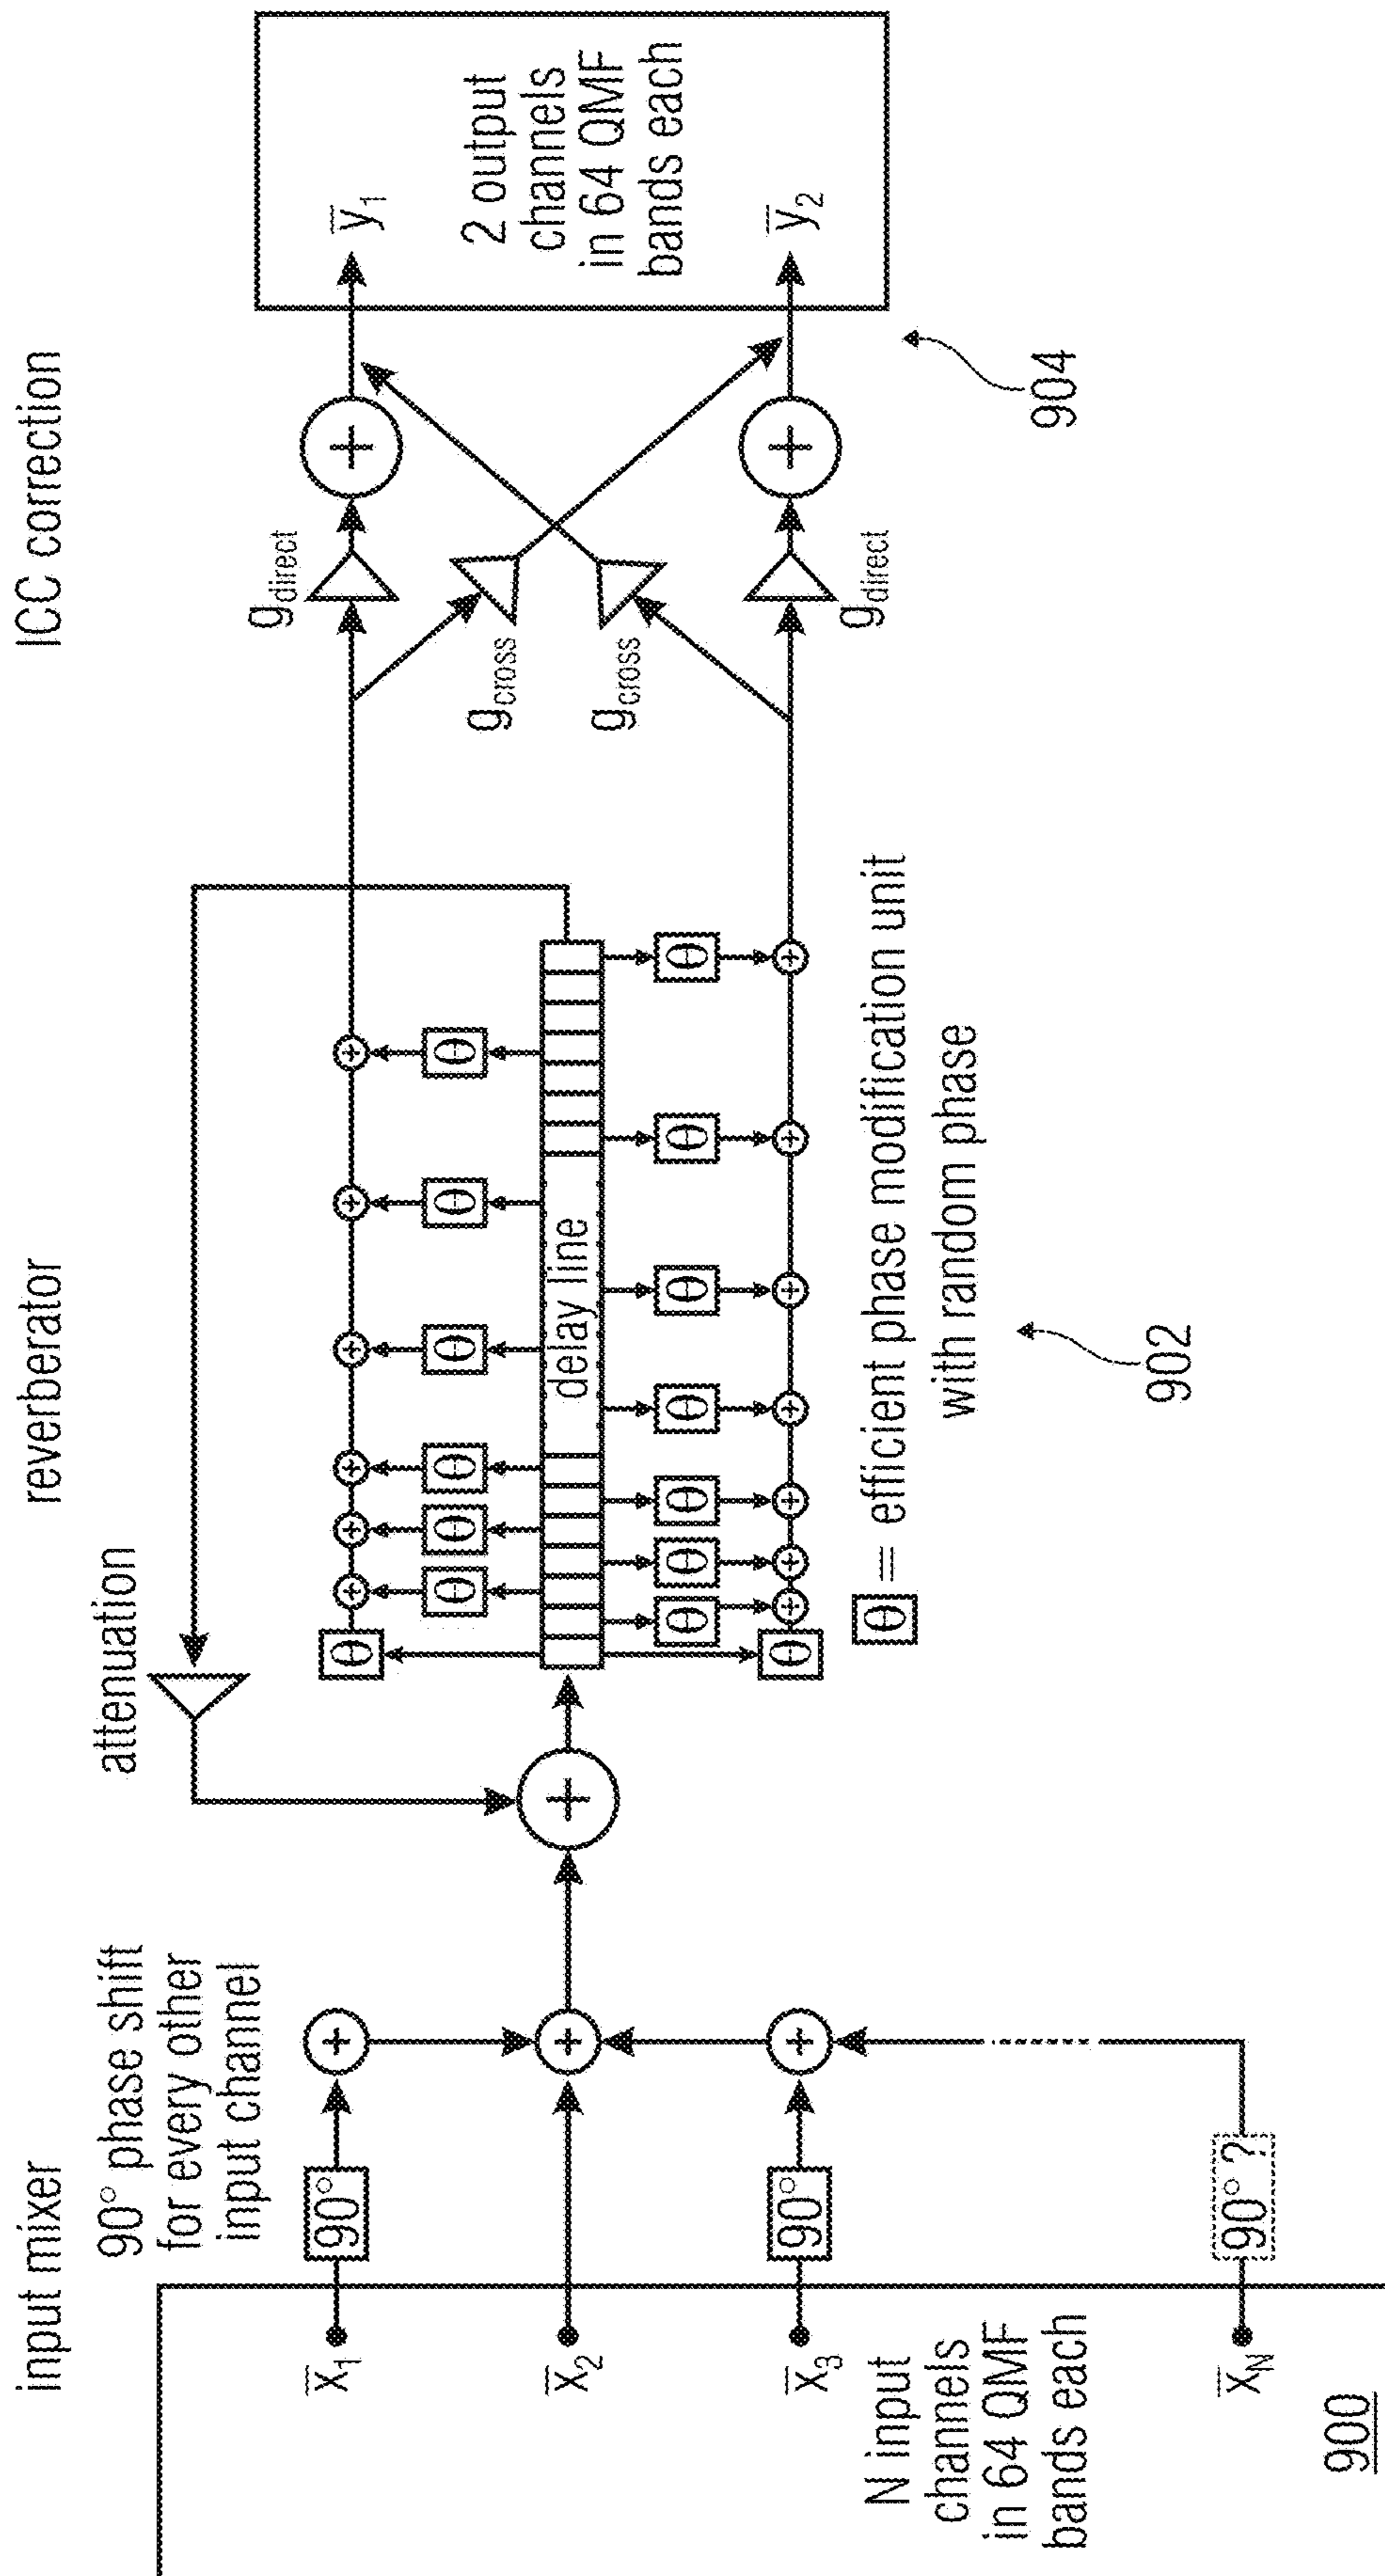 input mixer
reverberator
ICC correction
90° phase shift
for every other
input channel
attenuation
x̅₁
90°
+
x̅₂
+
x̅₃
90°
+
x̅N
90° ?
N input
channels
in 64 QMF
bands each
900
+
θ
θ
θ
θ
θ
θ
θ
+
+
+
+
+
+
delay line
θ
θ
θ
θ
θ
θ
θ
θ
+
+
+
+
+
+
+
θ = efficient phase modification unit
with random phase
902
gdirect
+
gcross
gcross
gdirect
+
y̅₁
2 output
channels
in 64 QMF
bands each
y̅₂
904